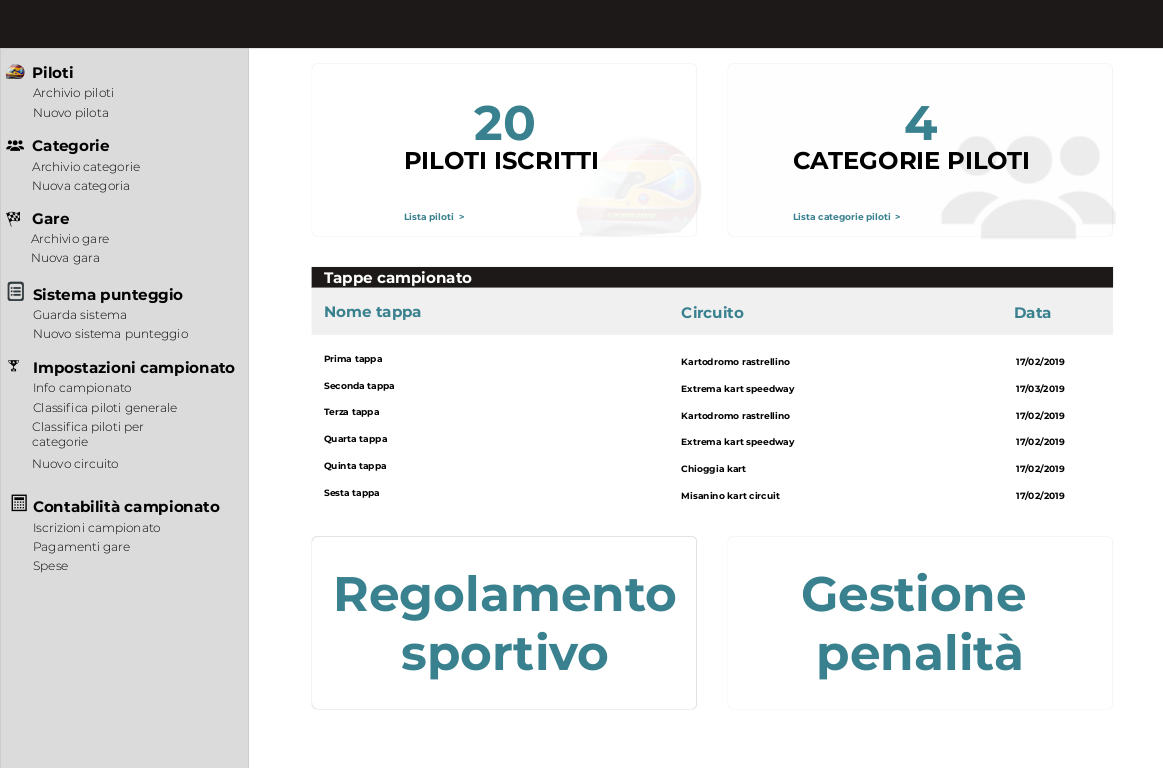 Piloti
Archivio piloti
Nuovo pilota
Categorie
Archivio categorie
Nuova categoria
Gare
Archivio gare
Nuova gara
Sistema punteggio
Guarda sistema
Nuovo sistema punteggio
Impostazioni campionato
Info campionato
Classifica piloti generale
Classifica piloti per
categorie
Nuovo circuito
Contabilità campionato
Iscrizioni campionato
Pagamenti gare
Spese
20
PILOTI ISCRITTI
Lista piloti >
4
CATEGORIE PILOTI
Lista categorie piloti >
Tappe campionato
Nome tappa Circuito Data
Prima tappa Kartodromo rastrellino 17/02/2019
Seconda tappa Extrema kart speedway 17/03/2019
Terza tappa Kartodromo rastrellino 17/02/2019
Quarta tappa Extrema kart speedway 17/02/2019
Quinta tappa Chioggia kart 17/02/2019
Sesta tappa Misanino kart circuit 17/02/2019
Regolamento
sportivo
Gestione
penalità